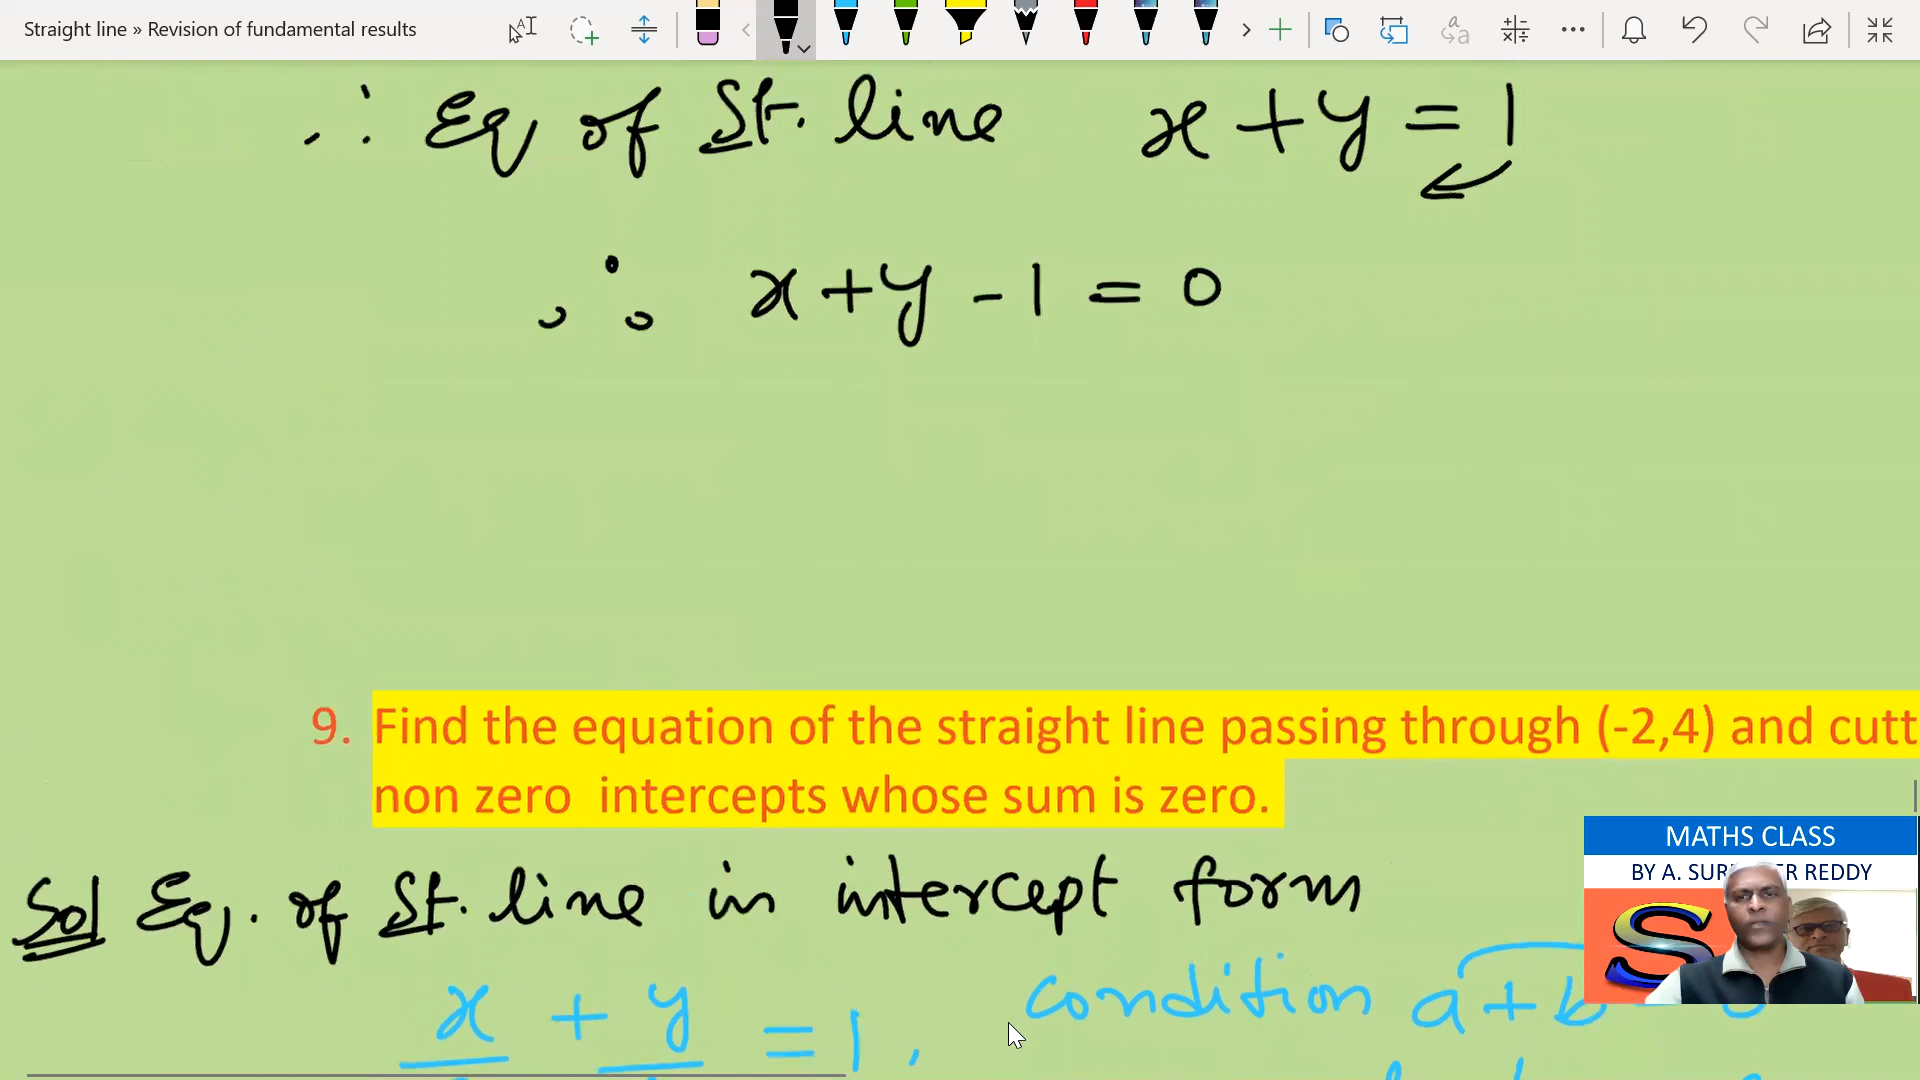 Straight line » Revision of fundamental results
∴ Eq of St. line x + y = 1
∴ x + y - 1 = 0
9. Find the equation of the straight line passing through (-2,4) and cutt
non zero intercepts whose sum is zero.
MATHS CLASS
BY A. REDDY
Sol Eq. of St. line in intercept form
x + y = 1,
condition a + b